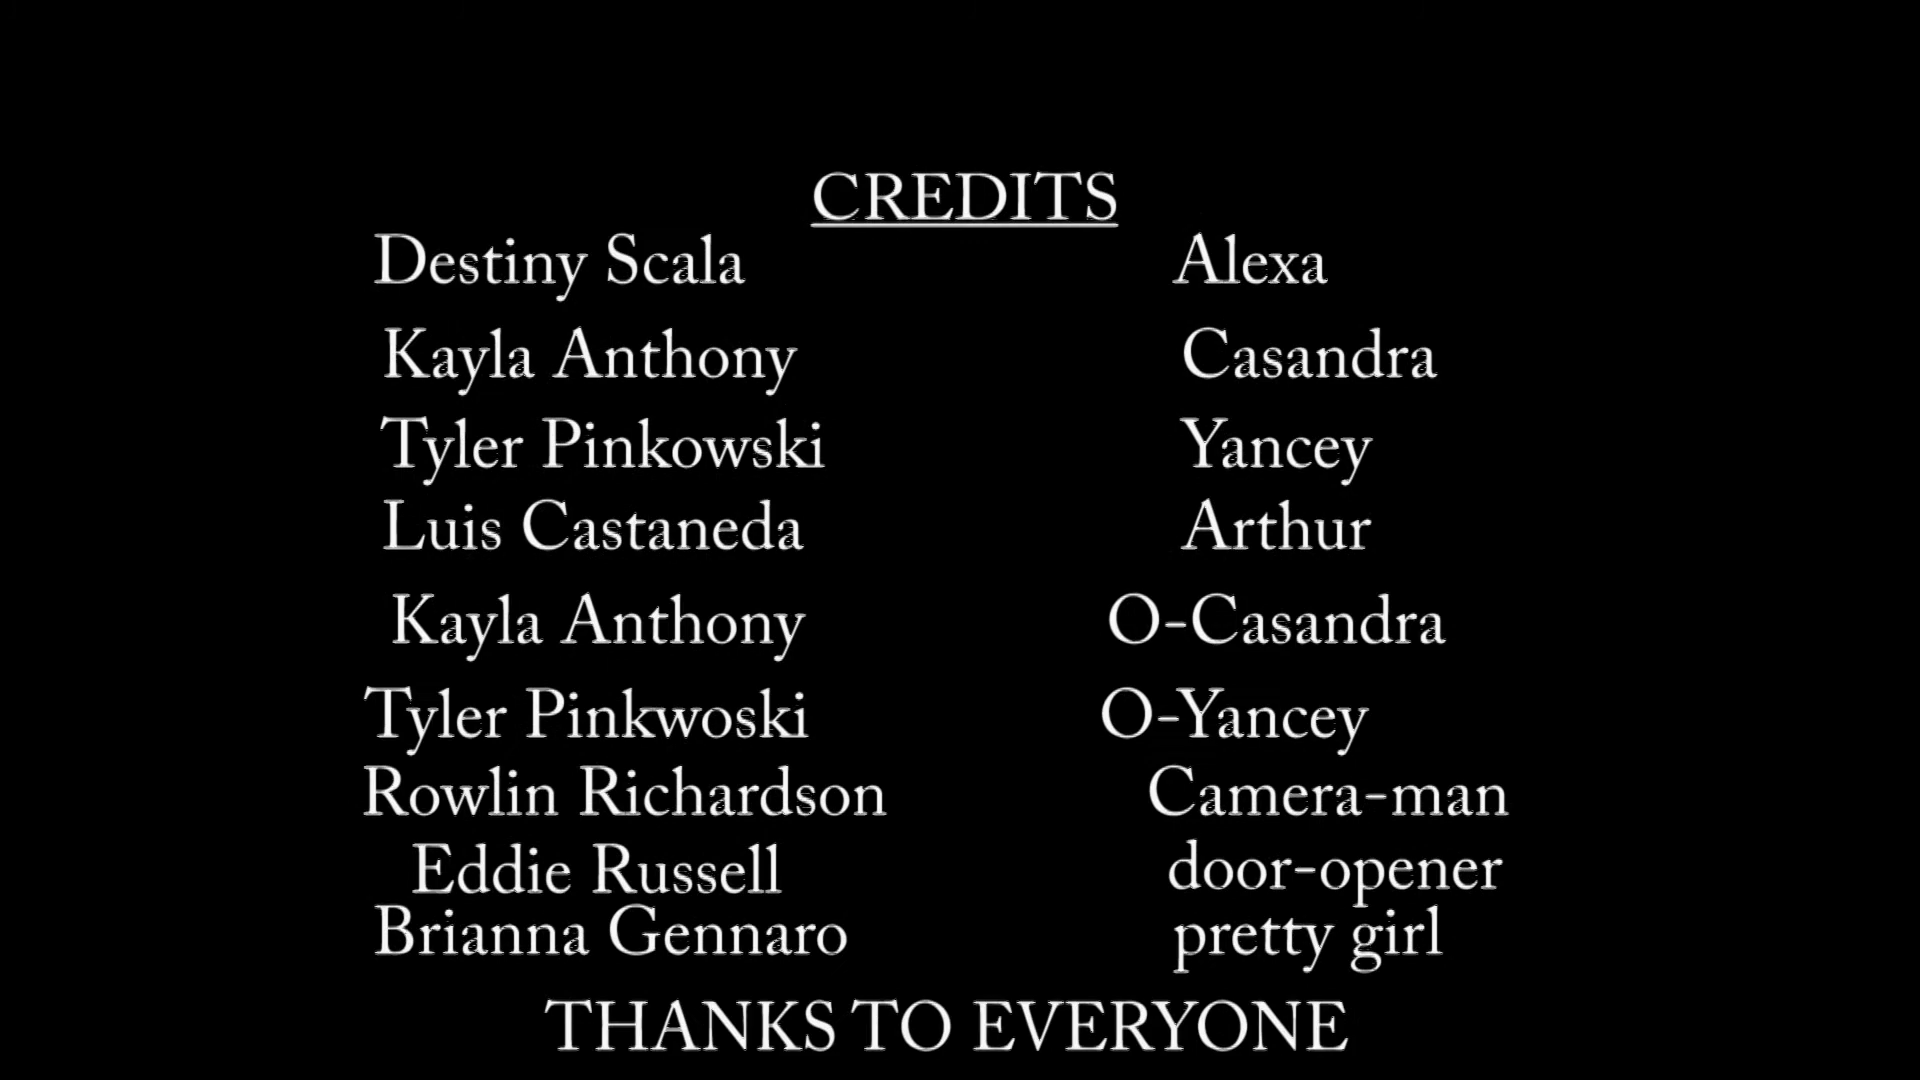 CREDITS
Destiny Scala Alexa
Kayla Anthony Casandra
Tyler Pinkowski Yancey
Luis Castaneda Arthur
Kayla Anthony O-Casandra
Tyler Pinkwoski O-Yancey
Rowlin Richardson Camera-man
Eddie Russell door-opener
Brianna Gennaro pretty girl
THANKS TO EVERYONE